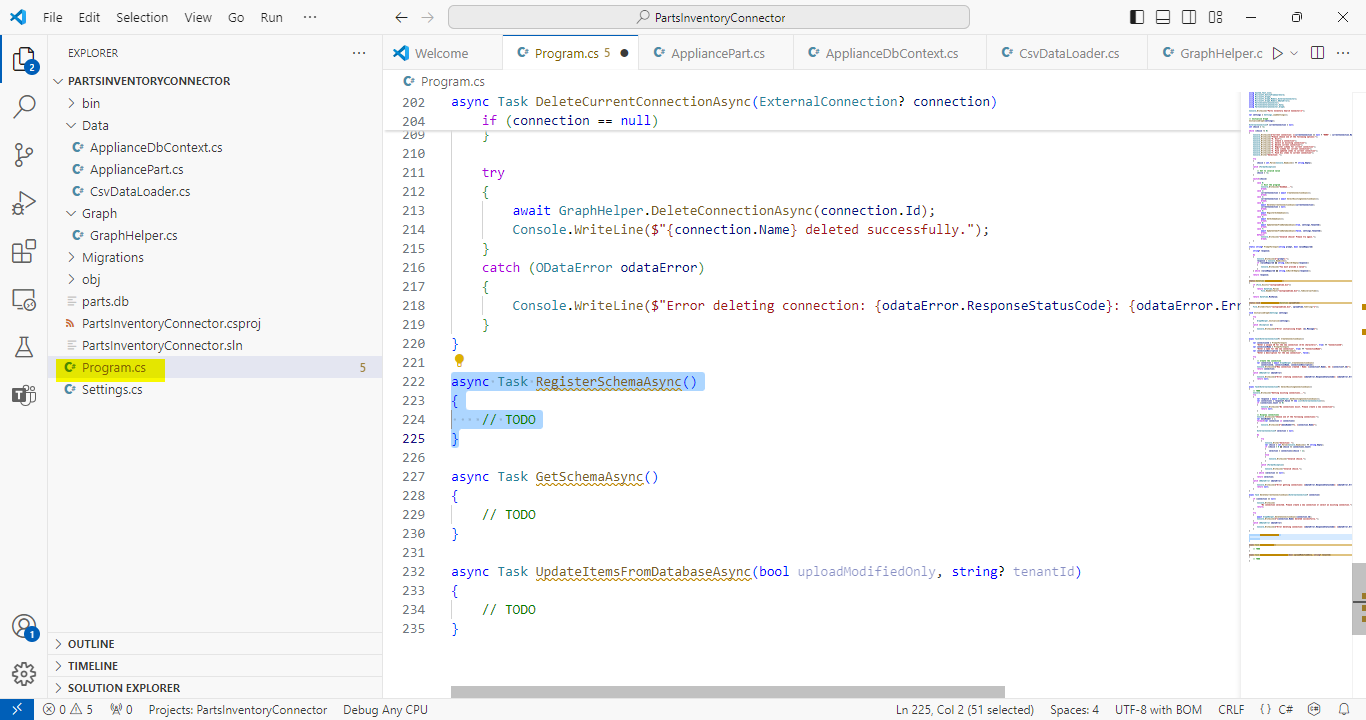 File Edit Selection View Go Run ···
PartsInventoryConnector
EXPLORER
PARTSINVENTORYCONNECTOR
bin
Data
C# ApplianceDbContext.cs
C# AppliancePart.cs
C# CsvDataLoader.cs
Graph
C# GraphHelper.cs
Migrations
obj
parts.db
PartsInventoryConnector.csproj
PartsInventoryConnector.sln
C# Program.cs 5
C# Settings.cs
OUTLINE
TIMELINE
SOLUTION EXPLORER
2
1
Welcome
C# Program.cs 5
C# AppliancePart.cs
C# ApplianceDbContext.cs
C# CsvDataLoader.cs
C# GraphHelper.c
C# Program.cs
202 async Task DeleteCurrentConnectionAsync(ExternalConnection? connection)
204 if (connection == null)
209 }
210
211 try
212 {
213 await GraphHelper.DeleteConnectionAsync(connection.Id);
214 Console.WriteLine($"{connection.Name} deleted successfully.");
215 }
216 catch (ODataError odataError)
217 {
218 Console.WriteLine($"Error deleting connection: {odataError.ResponseStatusCode}: {odataError.Err
219 }
220 }
221
222 async Task RegisterSchemaAsync()
223 {
224 // TODO
225 }
226
227 async Task GetSchemaAsync()
228 {
229 // TODO
230 }
231
232 async Task UpdateItemsFromDatabaseAsync(bool uploadModifiedOnly, string? tenantId)
233 {
234 // TODO
235 }
0 5 0 Projects: PartsInventoryConnector Debug Any CPU
Ln 225, Col 2 (51 selected) Spaces: 4 UTF-8 with BOM CRLF {} C#